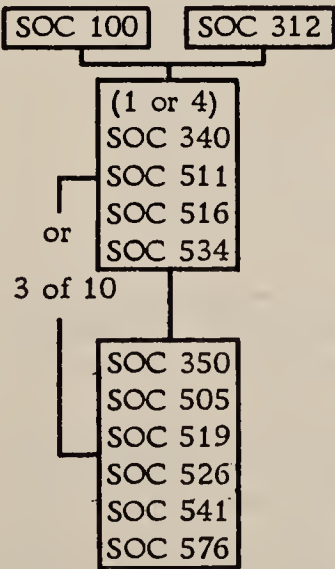 SOC 100
SOC 312
(1 or 4)
SOC 340
SOC 511
SOC 516
SOC 534
or
3 of 10
SOC 350
SOC 505
SOC 519
SOC 526
SOC 541
SOC 576